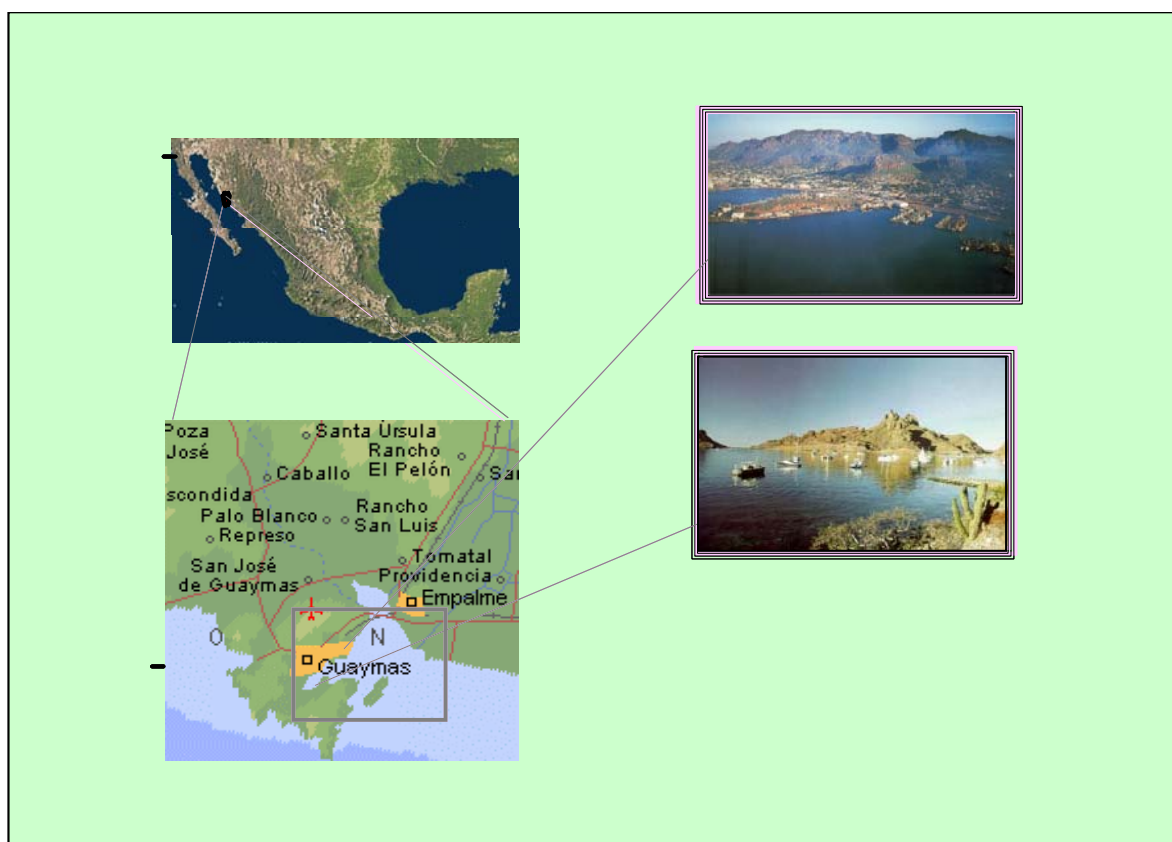 Poza
José
Santa Úrsula
Rancho
El Pelón
Caballo
San
scondida
Palo Blanco
Rancho
San Luis
Represo
San José
de Guaymas
Tomatal
Providencia
Empalme
O
N
Guaymas